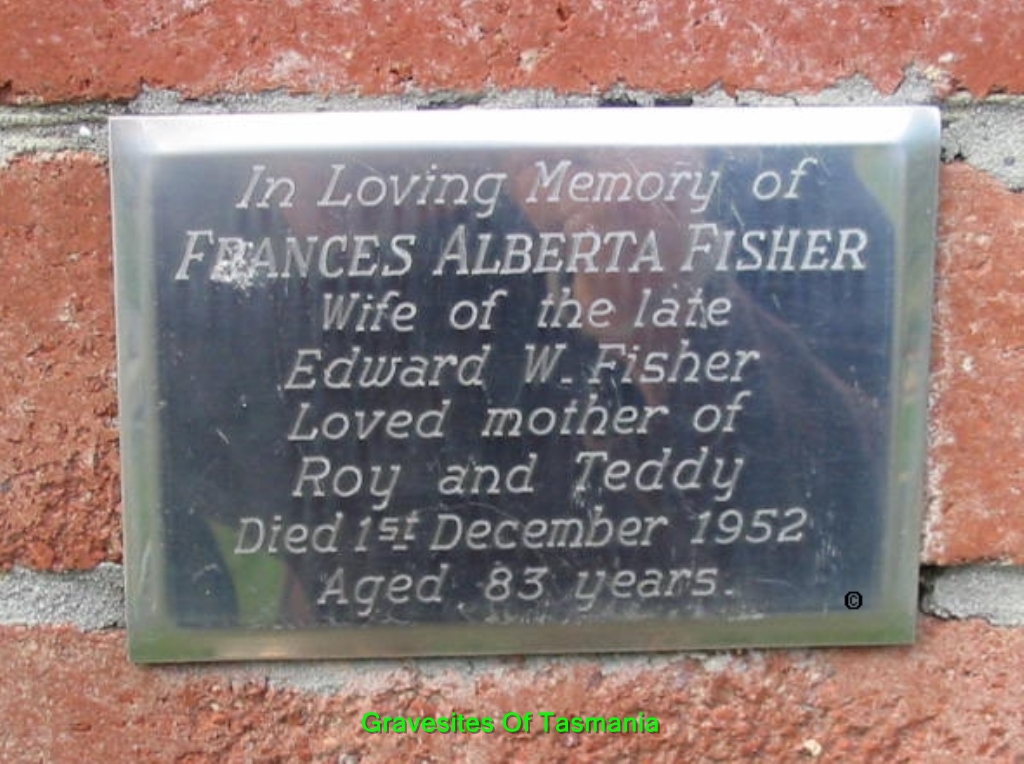 In Loving Memory of
FRANCES ALBERTA FISHER
Wife of the late
Edward W. Fisher
Loved mother of
Roy and Teddy
Died 1st December 1952
Aged 83 years.
©
Gravesites Of Tasmania